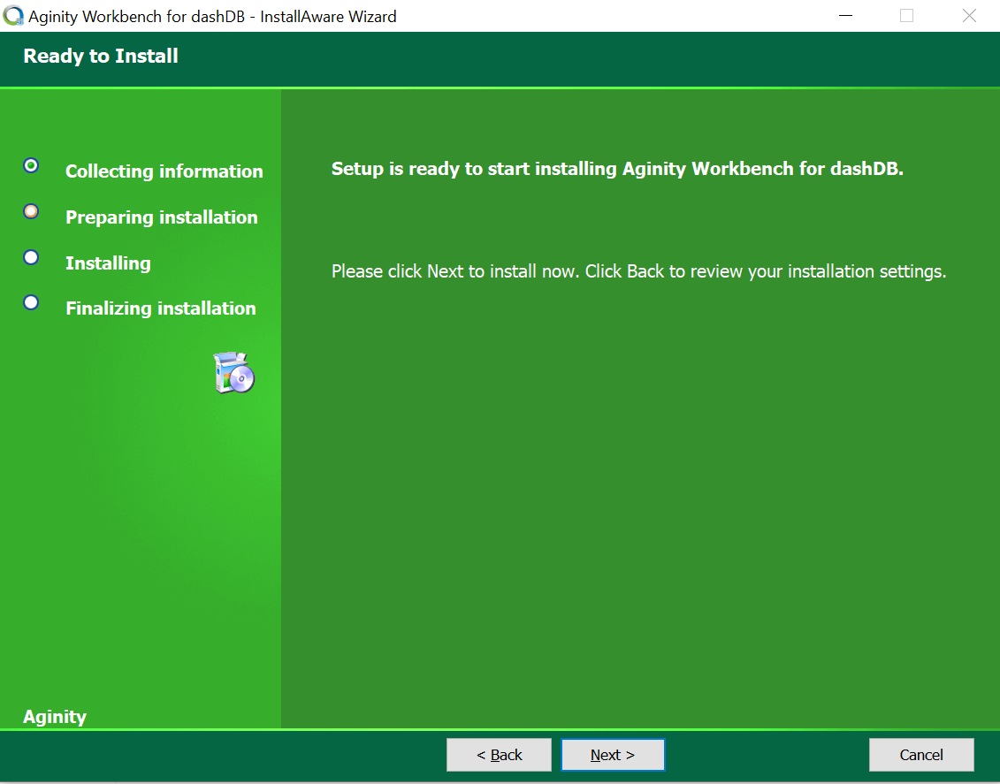 Aginity Workbench for dashDB - InstallAware Wizard
Ready to Install
Collecting information
Preparing installation
Installing
Finalizing installation
Setup is ready to start installing Aginity Workbench for dashDB.
Please click Next to install now. Click Back to review your installation settings.
Aginity
< Back
Next >
Cancel